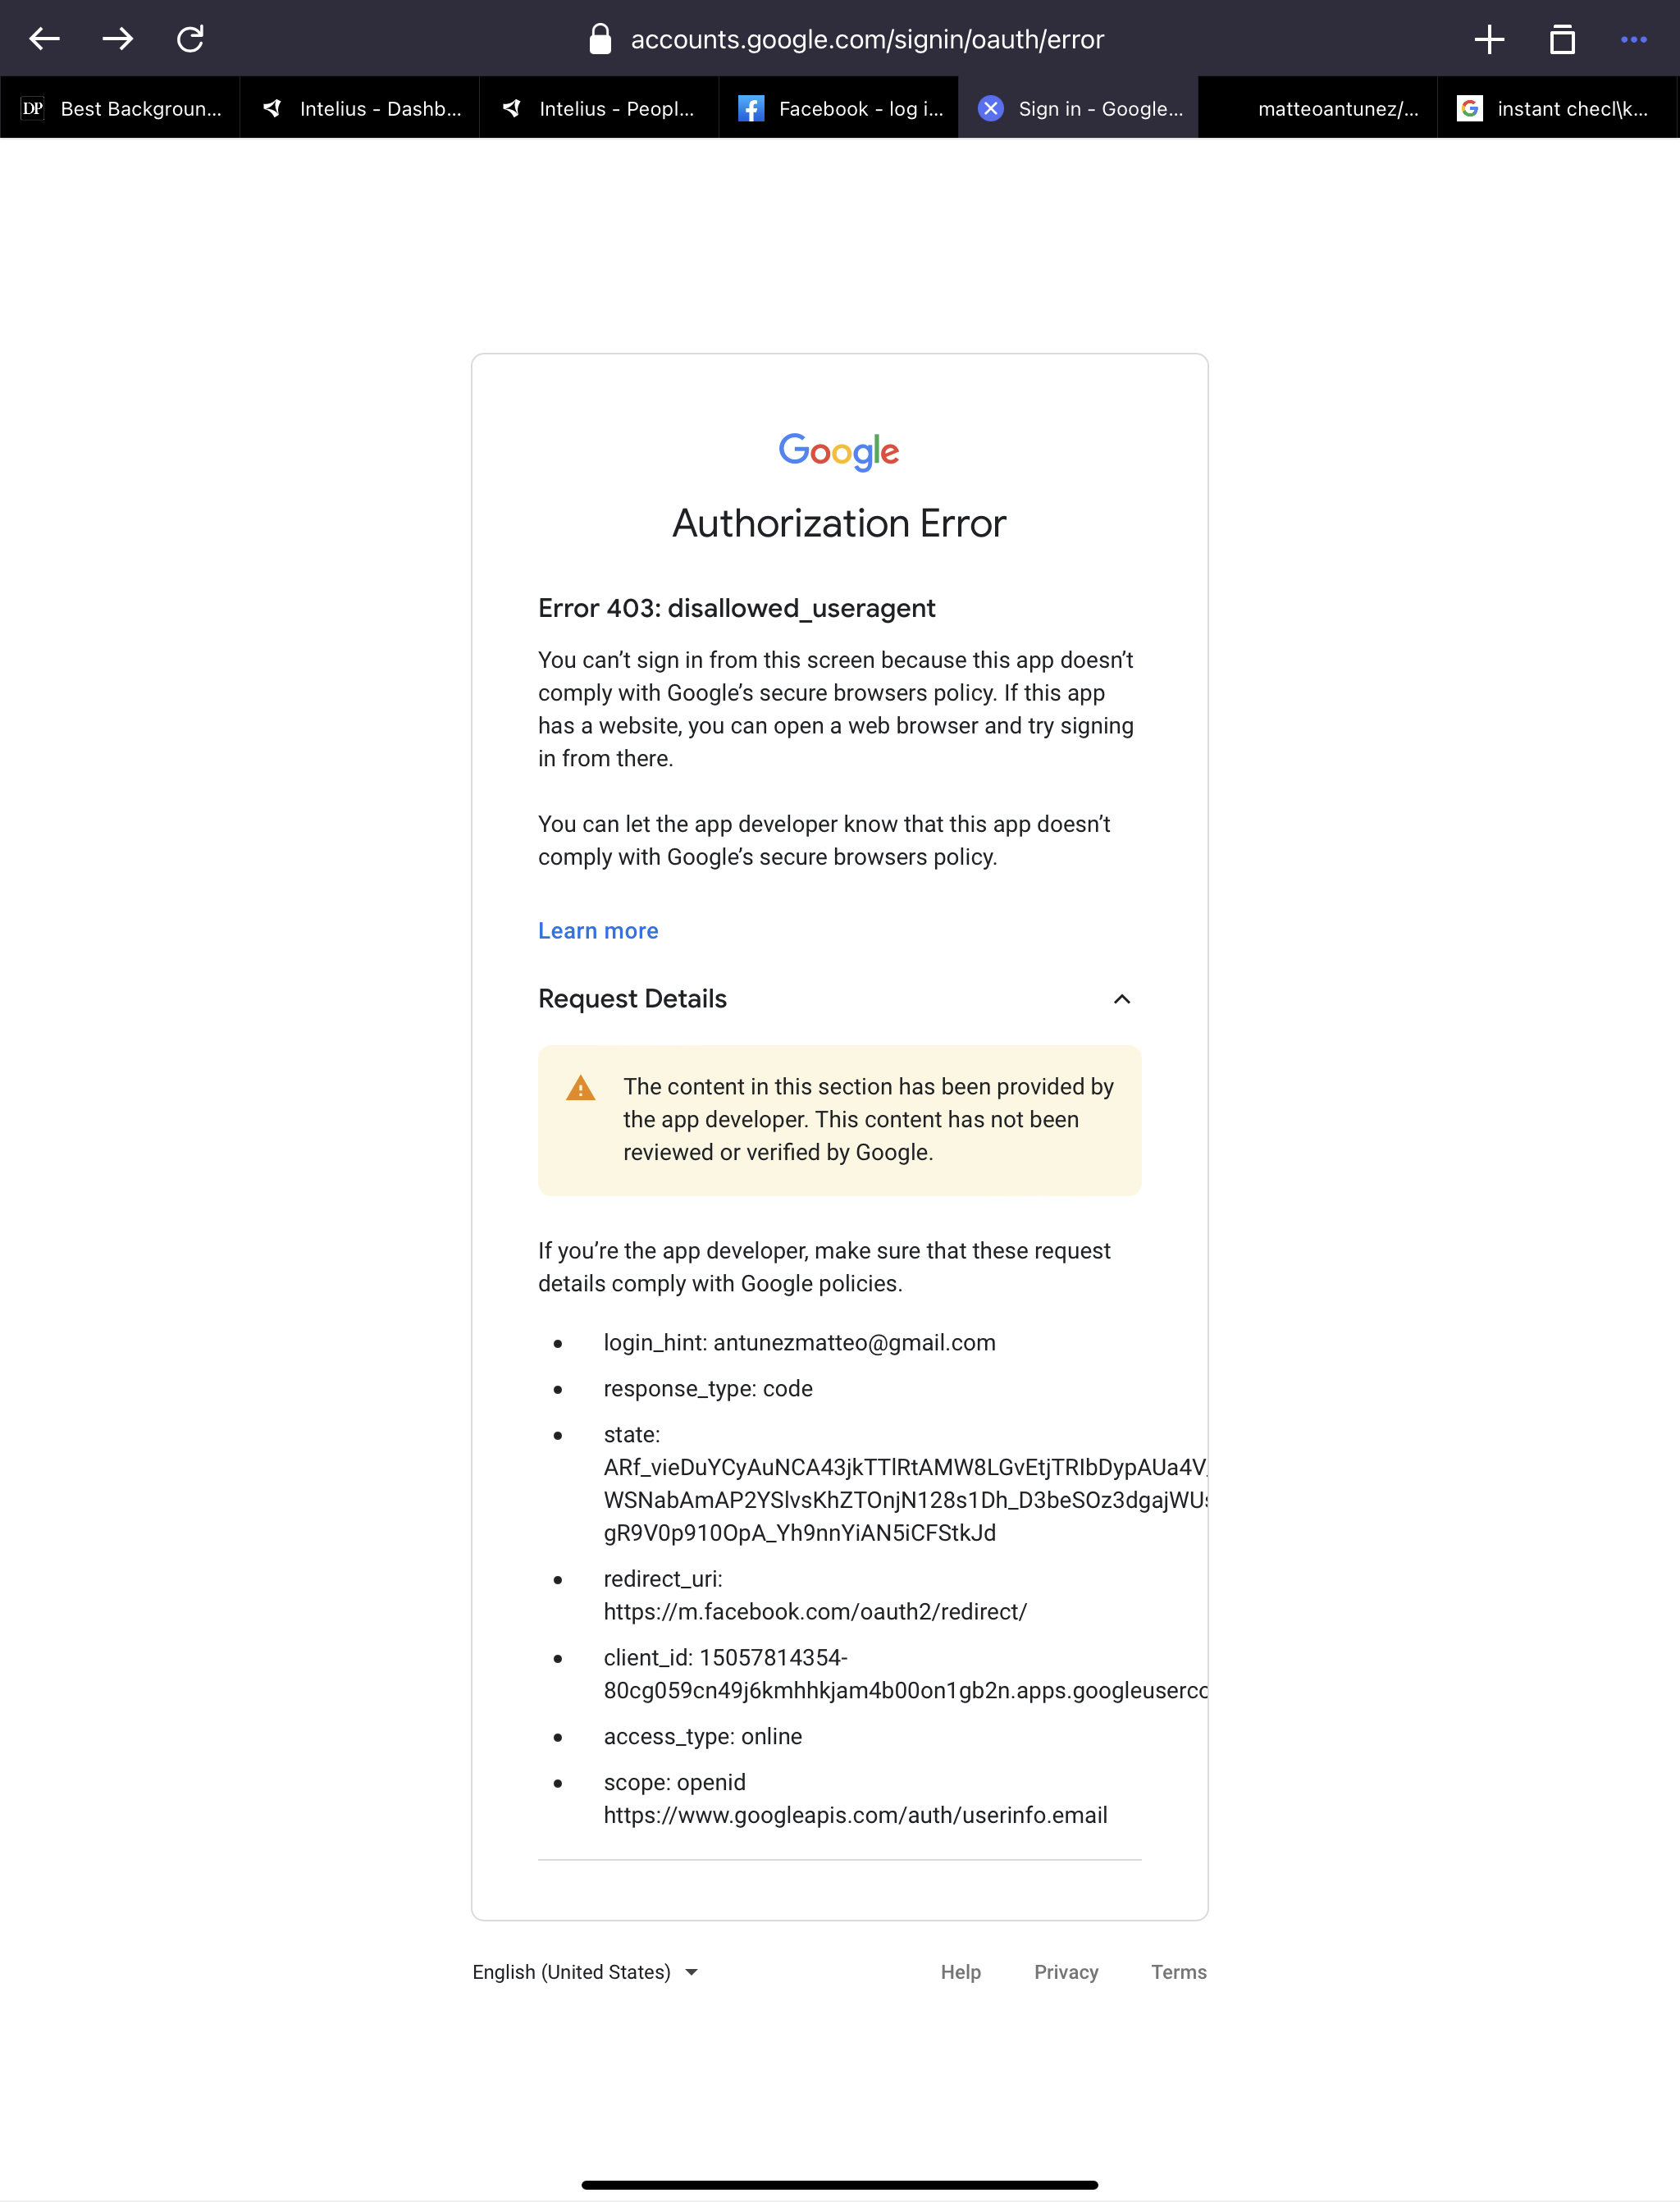 accounts.google.com/signin/oauth/error
DP Best Backgroun...
Intelius - Dashb...
Intelius - Peopl...
Facebook - log i...
Sign in - Google...
matteoantunez/...
instant checl\k...
Google
Authorization Error
Error 403: disallowed_useragent
You can’t sign in from this screen because this app doesn’t
comply with Google’s secure browsers policy. If this app
has a website, you can open a web browser and try signing
in from there.
You can let the app developer know that this app doesn’t
comply with Google’s secure browsers policy.
Learn more
Request Details
The content in this section has been provided by
the app developer. This content has not been
reviewed or verified by Google.
If you’re the app developer, make sure that these request
details comply with Google policies.
• login_hint: antunezmatteo@gmail.com
• response_type: code
• state:
ARf_vieDuYCyAuNCA43jkTTlRtAMW8LGvEtjTRIbDypAUa4V_
WSNabAmAP2YSlvsKhZTOnjN128s1Dh_D3beSOz3dgajWUs
gR9V0p910OpA_Yh9nnYiAN5iCFStkJd
• redirect_uri:
https://m.facebook.com/oauth2/redirect/
• client_id: 15057814354-
80cg059cn49j6kmhhkjam4b00on1gb2n.apps.googleuserco
• access_type: online
• scope: openid
https://www.googleapis.com/auth/userinfo.email
English (United States)
Help Privacy Terms